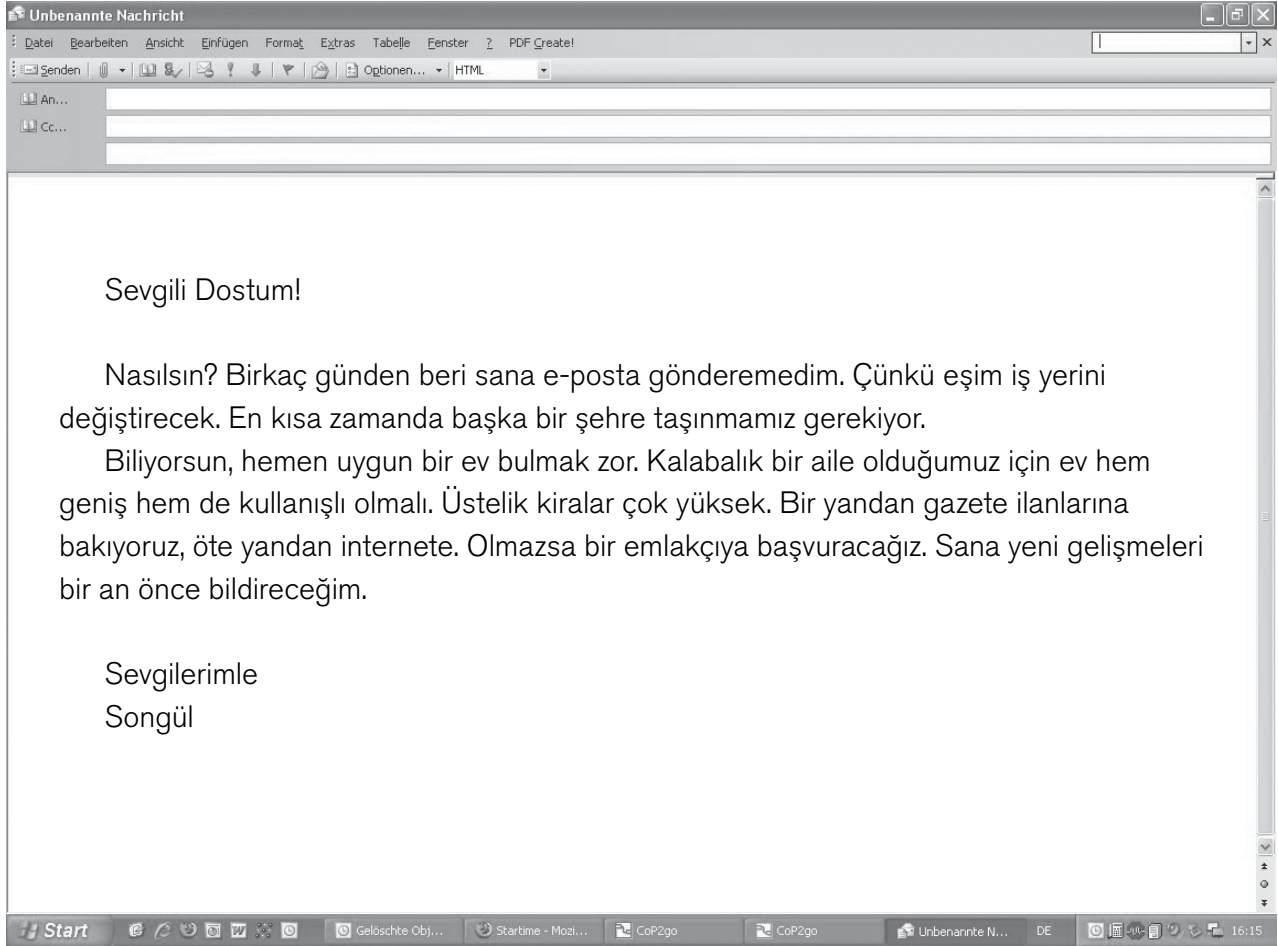 Unbenannte Nachricht
Datei Bearbeiten Ansicht Einfügen Format Extras Tabelle Fenster ? PDF Create!
Senden Optionen... HTML
An...
Cc...
Sevgili Dostum!
Nasılsın? Birkaç günden beri sana e-posta gönderemedim. Çünkü eşim iş yerini
değiştirecek. En kısa zamanda başka bir şehre taşınmamız gerekiyor.
Biliyorsun, hemen uygun bir ev bulmak zor. Kalabalık bir aile olduğumuz için ev hem
geniş hem de kullanışlı olmalı. Üstelik kiralar çok yüksek. Bir yandan gazete ilanlarına
bakıyoruz, öte yandan internete. Olmazsa bir emlakçıya başvuracağız. Sana yeni gelişmeleri
bir an önce bildireceğim.
Sevgilerimle
Songül
Start Gelöschte Obj... Startime - Mozi... CoP2go CoP2go Unbenannte N... DE 16:15